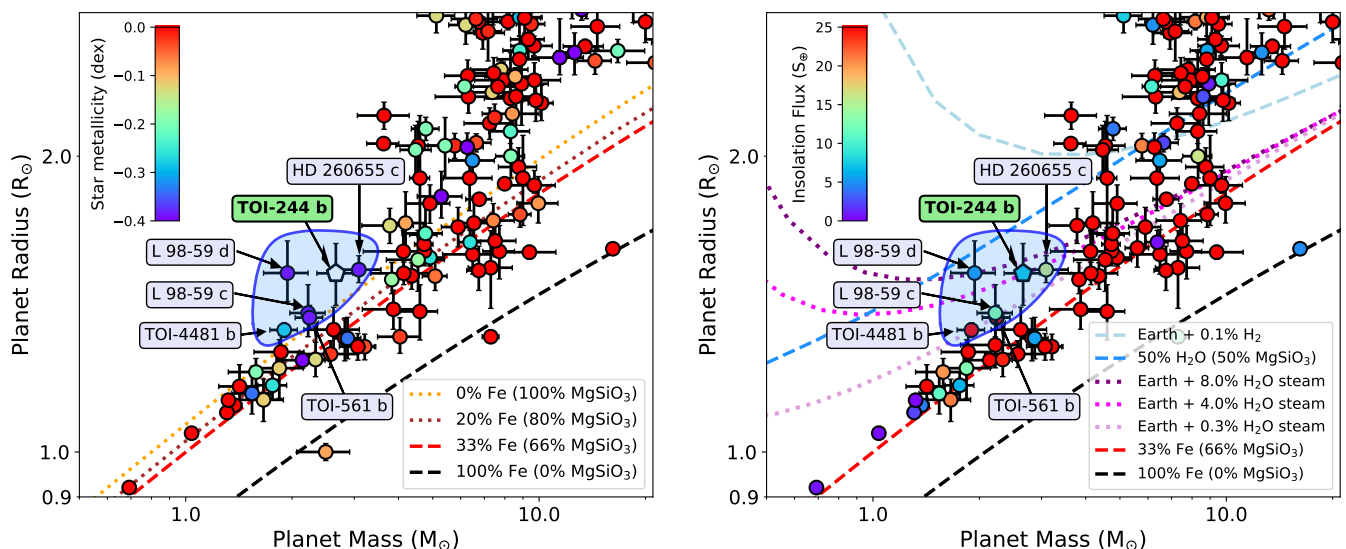 Star metallicity (dex)
0.0
−0.1
−0.2
−0.3
−0.4
Planet Radius (R⊙)
2.0
1.0
0.9
HD 260655 c
TOI-244 b
L 98-59 d
L 98-59 c
TOI-4481 b
TOI-561 b
0% Fe (100% MgSiO₃)
20% Fe (80% MgSiO₃)
33% Fe (66% MgSiO₃)
100% Fe (0% MgSiO₃)
1.0
10.0
Planet Mass (M⊙)
Insolation Flux (S⊕)
25
20
15
10
5
0
Planet Radius (R⊙)
2.0
1.0
0.9
HD 260655 c
TOI-244 b
L 98-59 d
L 98-59 c
TOI-4481 b
TOI-561 b
Earth + 0.1% H₂
50% H₂O (50% MgSiO₃)
Earth + 8.0% H₂O steam
Earth + 4.0% H₂O steam
Earth + 0.3% H₂O steam
33% Fe (66% MgSiO₃)
100% Fe (0% MgSiO₃)
1.0
10.0
Planet Mass (M⊙)